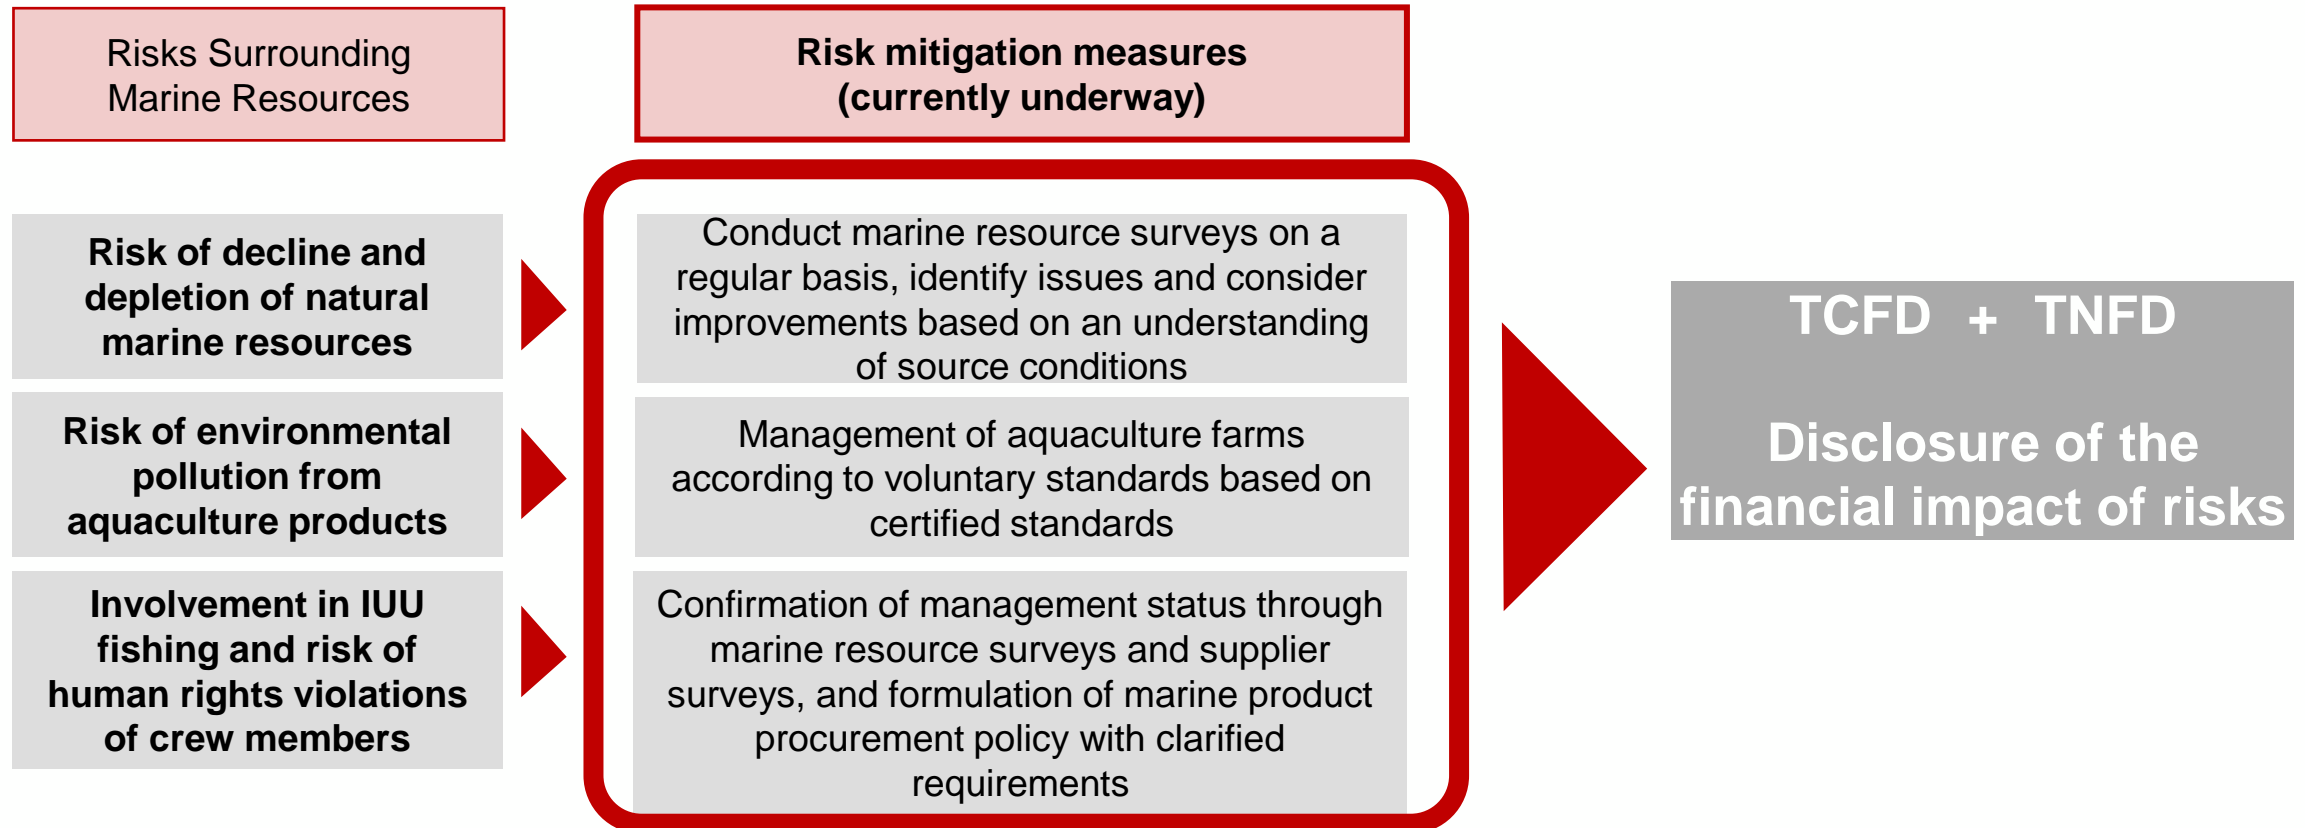 Risks Surrounding
Marine Resources
Risk mitigation measures
(currently underway)
Risk of decline and
depletion of natural
marine resources
Conduct marine resource surveys on a
regular basis, identify issues and consider
improvements based on an understanding
of source conditions
Risk of environmental
pollution from
aquaculture products
Management of aquaculture farms
according to voluntary standards based on
certified standards
Involvement in IUU
fishing and risk of
human rights violations
of crew members
Confirmation of management status through
marine resource surveys and supplier
surveys, and formulation of marine product
procurement policy with clarified
requirements
TCFD + TNFD
Disclosure of the
financial impact of risks